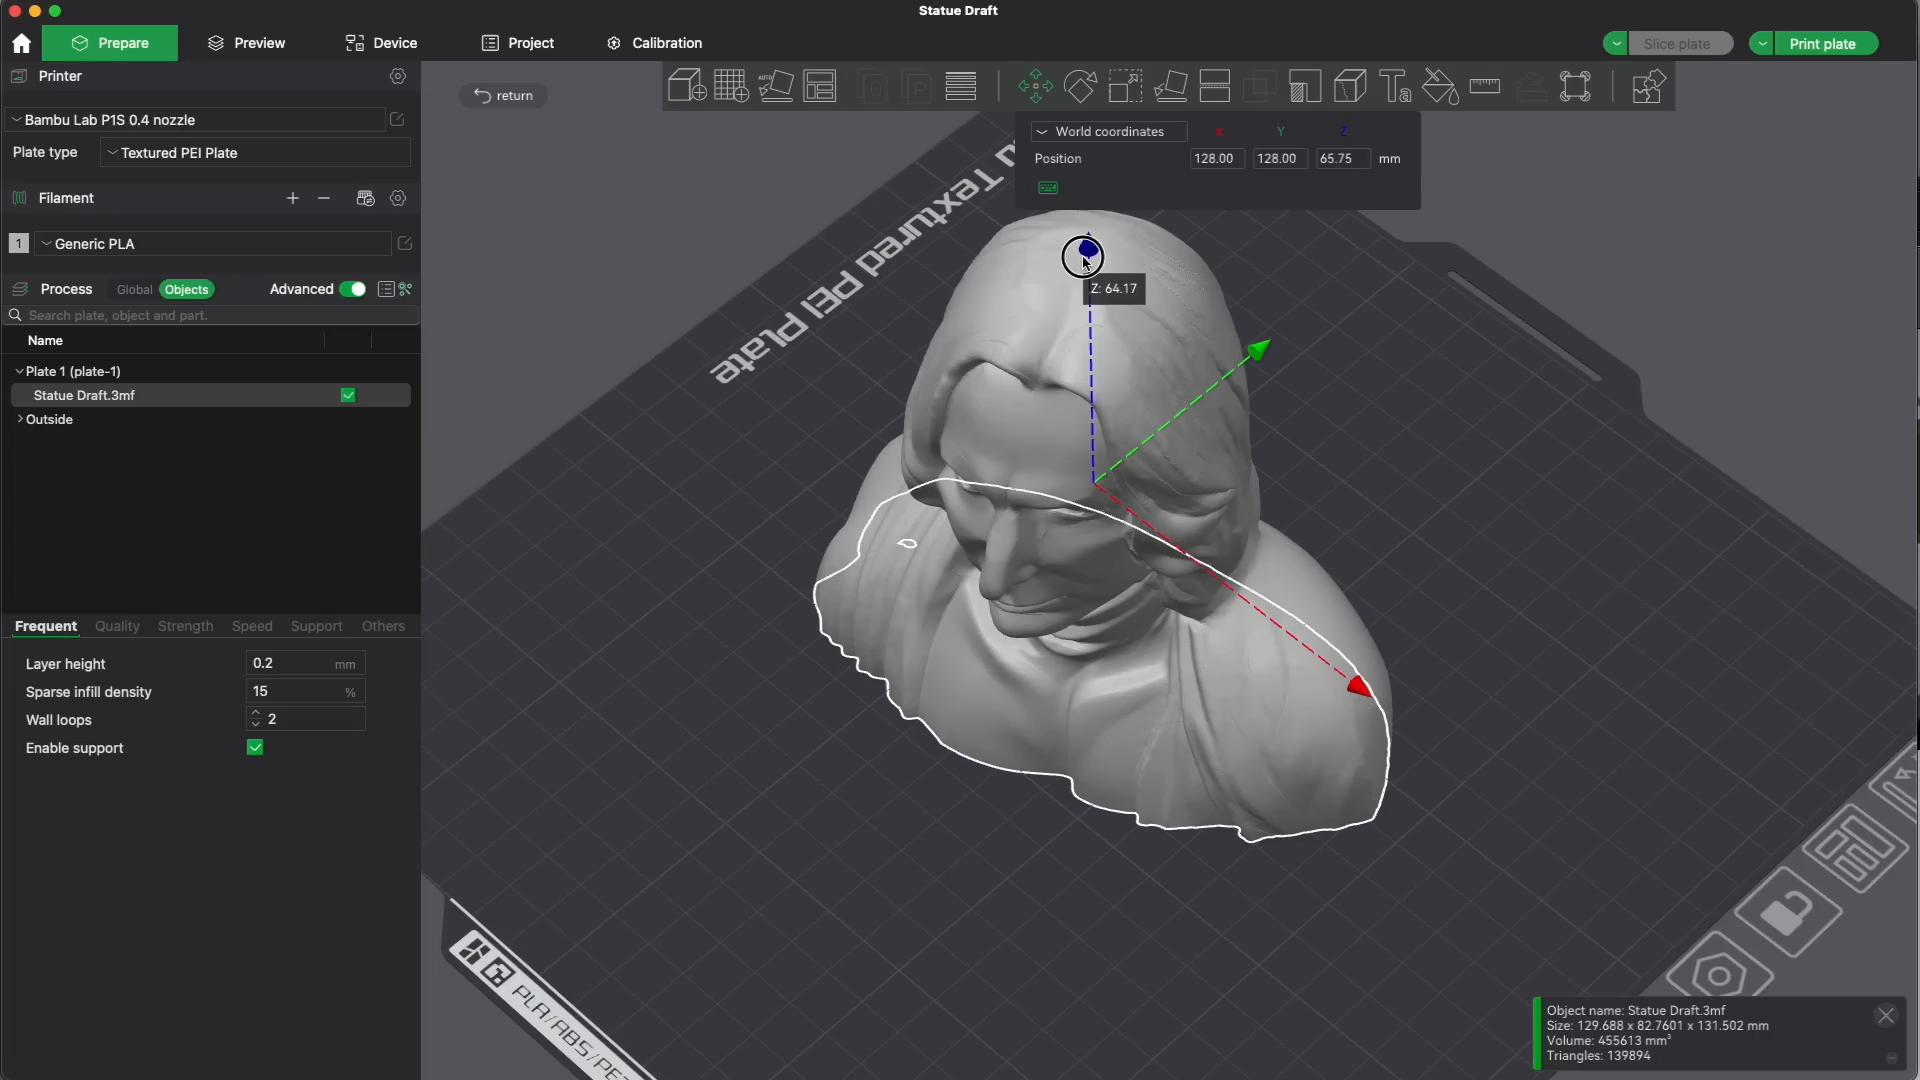 Statue Draft
Prepare
Preview
Device
Project
Calibration
Slice plate
Print plate
Printer
return
AUTO
Bambu Lab P1S 0.4 nozzle
World coordinates
X
Y
Z
Plate type
Textured PEI Plate
Position
128.00
128.00
65.75
mm
Filament
1
Generic PLA
Process
Global
Objects
Advanced
Z: 64.17
Search plate, object and part.
Name
Textured PEI Plate
Plate 1 (plate-1)
Statue Draft.3mf
Outside
Frequent
Quality
Strength
Speed
Support
Others
Layer height
0.2
mm
Sparse infill density
15
%
Wall loops
2
Enable support
PLA/ABS/PE
Object name: Statue Draft.3mf
Size: 129.688 x 82.7601 x 131.502 mm
Volume: 455613 mm³
Triangles: 139894